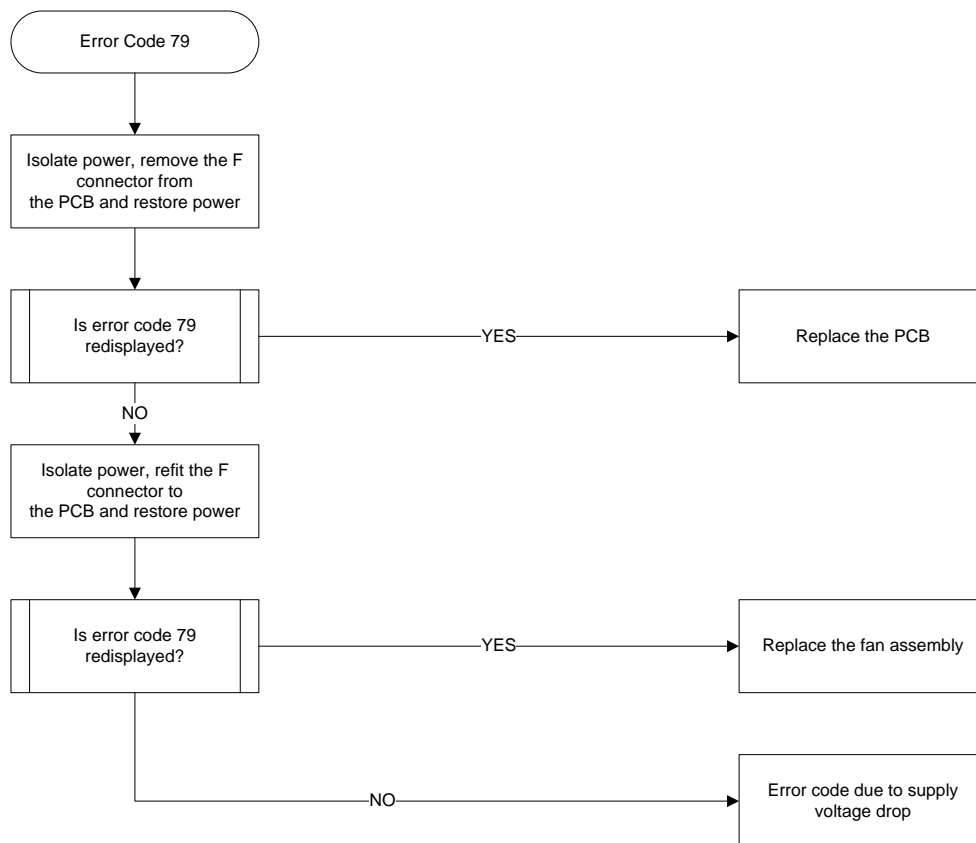 Error Code 79
Isolate power, remove the F
connector from
the PCB and restore power
Is error code 79
redisplayed?
YES
Replace the PCB
NO
Isolate power, refit the F
connector to
the PCB and restore power
Is error code 79
redisplayed?
YES
Replace the fan assembly
NO
Error code due to supply
voltage drop